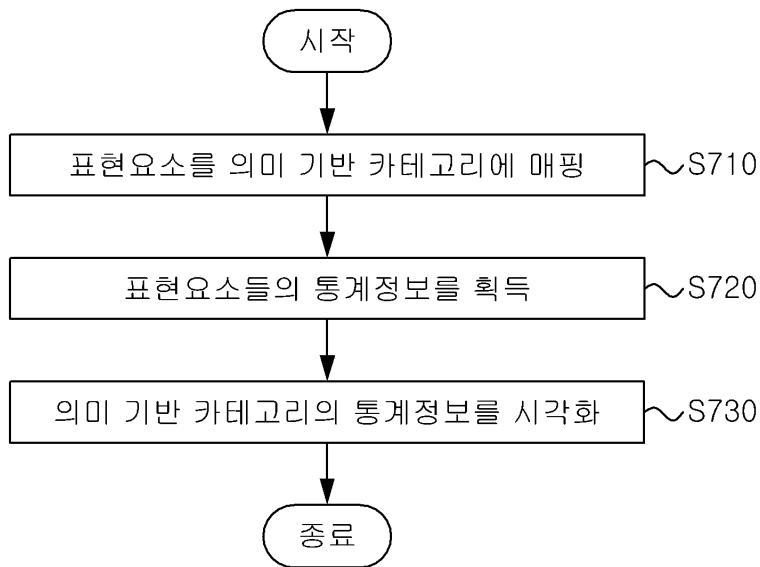 시작
표현요소를 의미 기반 카테고리에 매핑
S710
표현요소들의 통계정보를 획득
S720
의미 기반 카테고리의 통계정보를 시각화
S730
종료